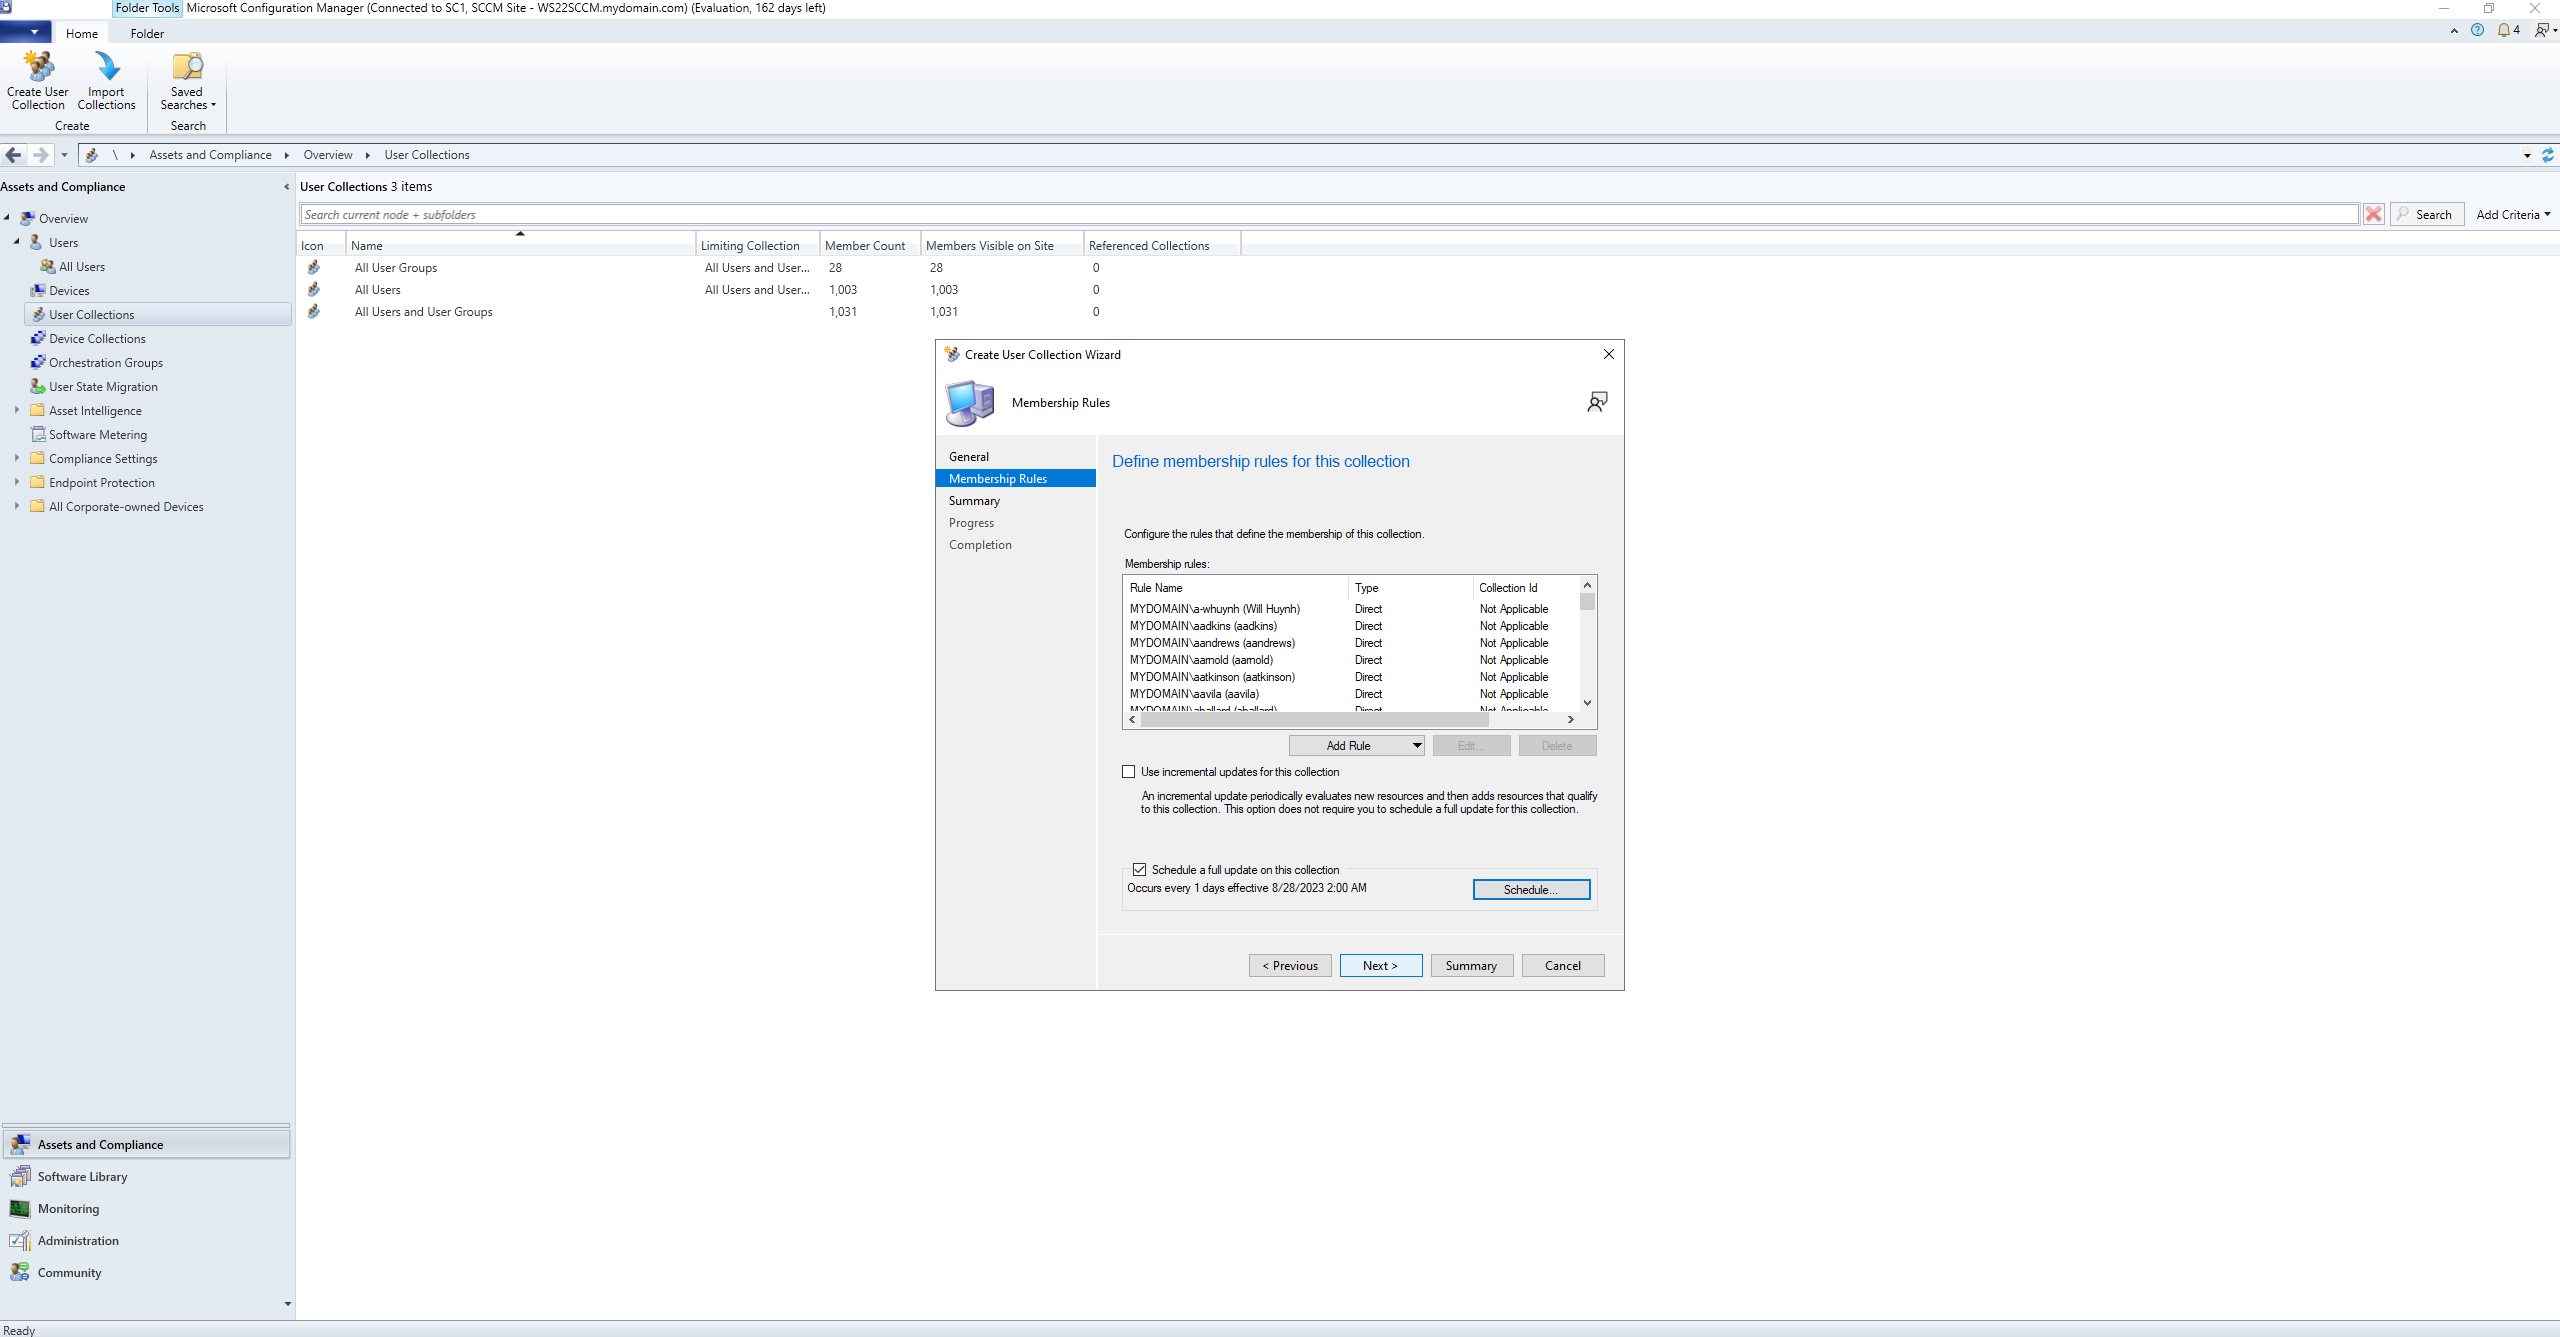 Folder Tools Microsoft Configuration Manager (Connected to SC1, SCCM Site - WS22SCCM.mydomain.com) (Evaluation, 162 days left)
Home Folder 4
Create User Collection
Import Collections
Saved Searches
Create Search
\ Assets and Compliance Overview User Collections
Assets and Compliance
Overview
Users
All Users
Devices
User Collections
Device Collections
Orchestration Groups
User State Migration
Asset Intelligence
Software Metering
Compliance Settings
Endpoint Protection
All Corporate-owned Devices
Assets and Compliance
Software Library
Monitoring
Administration
Community
User Collections 3 items
Search current node + subfolders Search Add Criteria
Icon Name Limiting Collection Member Count Members Visible on Site Referenced Collections
All User Groups All Users and User... 28 28 0
All Users All Users and User... 1,003 1,003 0
All Users and User Groups 1,031 1,031 0
Create User Collection Wizard
Membership Rules
General
Membership Rules
Summary
Progress
Completion
Define membership rules for this collection
Configure the rules that define the membership of this collection.
Membership rules:
Rule Name Type Collection Id
MYDOMAIN\a-whuynh (Will Huynh) Direct Not Applicable
MYDOMAIN\aadkins (aadkins) Direct Not Applicable
MYDOMAIN\aandrews (aandrews) Direct Not Applicable
MYDOMAIN\aarnold (aarnold) Direct Not Applicable
MYDOMAIN\aatkinson (aatkinson) Direct Not Applicable
MYDOMAIN\aavila (aavila) Direct Not Applicable
MYDOMAIN\aballard (aballard) Direct Not Applicable
Add Rule Edit... Delete
Use incremental updates for this collection
An incremental update periodically evaluates new resources and then adds resources that qualify
to this collection. This option does not require you to schedule a full update for this collection.
Schedule a full update on this collection
Occurs every 1 days effective 8/28/2023 2:00 AM
Schedule...
< Previous Next > Summary Cancel
Ready